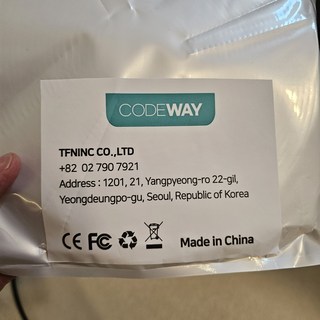 CODEWAY
TFNINC CO.,LTD
+82 02 790 7921
Address : 1201, 21, Yangpyeong-ro 22-gil,
Yeongdeungpo-gu, Seoul, Republic of Korea
CE FC Made in China